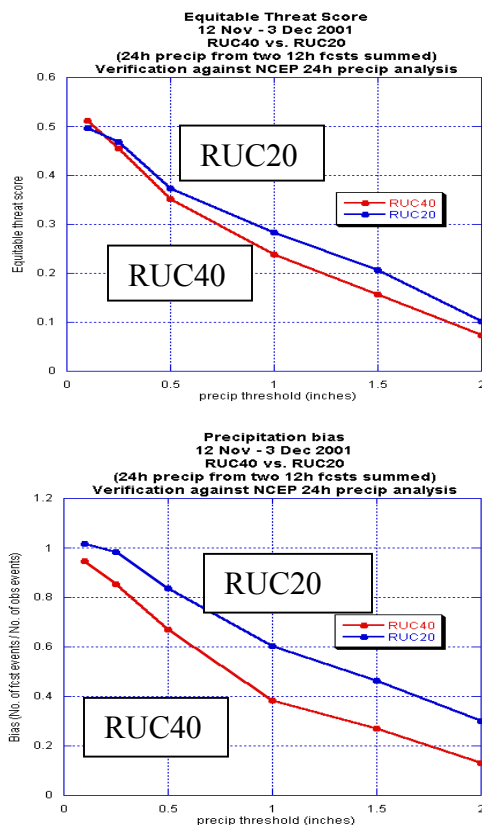 Equitable Threat Score
12 Nov - 3 Dec 2001
RUC40 vs. RUC20
(24h precip from two 12h fcsts summed)
Verification against NCEP 24h precip analysis
0.6
0.5
0.4
0.3
0.2
0.1
0
Equitable threat score
RUC20
RUC40
RUC40
RUC20
0 0.5 1 1.5 2
precip threshold (inches)
Precipitation bias
12 Nov - 3 Dec 2001
RUC40 vs. RUC20
(24h precip from two 12h fcsts summed)
Verification against NCEP 24h precip analysis
1.2
1
0.8
0.6
0.4
0.2
0
Bias (No. of fcst events / No. of obs events)
RUC20
RUC40
RUC20
RUC40
0 0.5 1 1.5 2
precip threshold (inches)